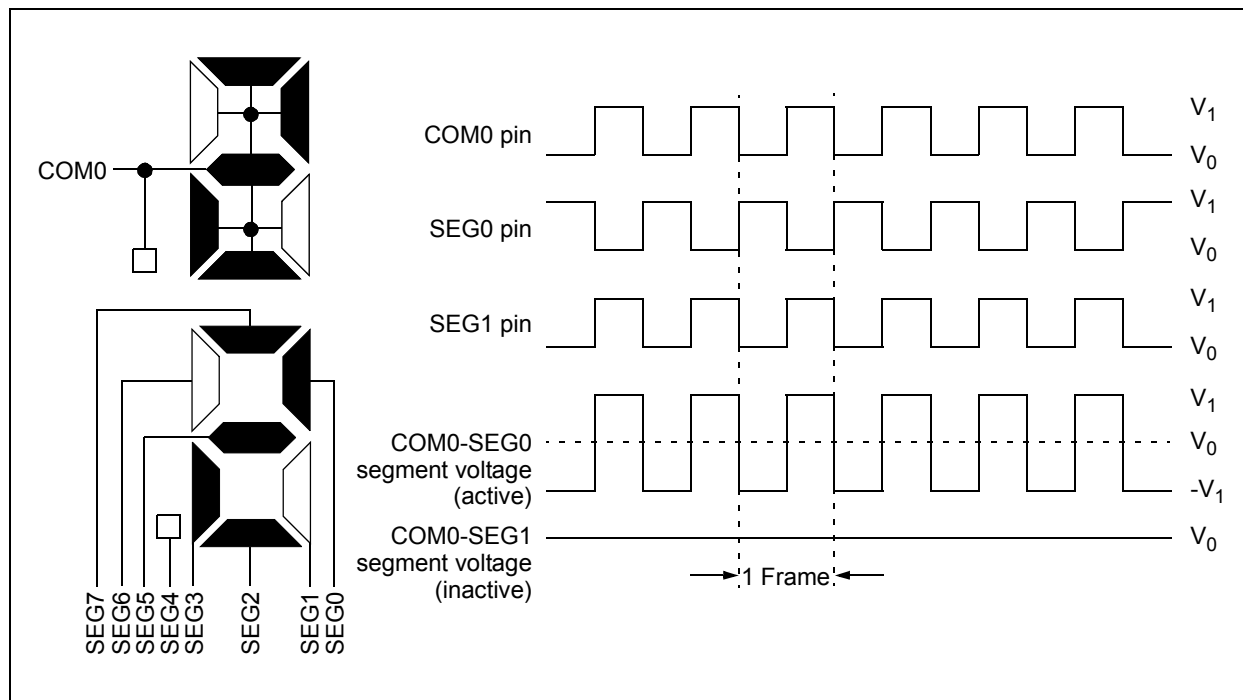 COM0
SEG7
SEG6
SEG5
SEG4
SEG3
SEG2
SEG1
SEG0
COM0 pin
V1
V0
SEG0 pin
V1
V0
SEG1 pin
V1
V0
COM0-SEG0
segment voltage
(active)
V1
V0
-V1
COM0-SEG1
segment voltage
(inactive)
V0
1 Frame